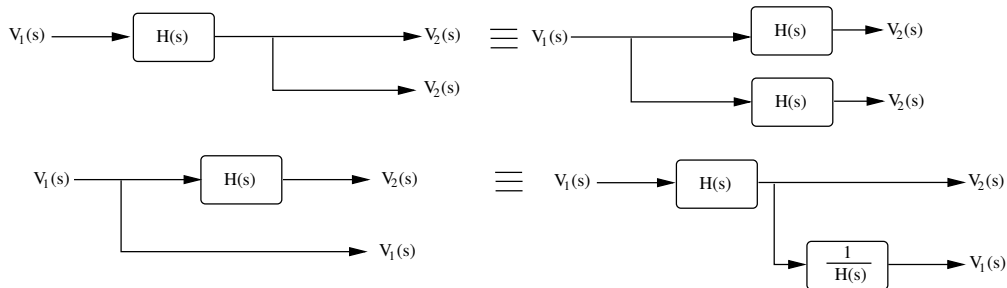 V₁(s) H(s) V₂(s) ≡ V₁(s) H(s) V₂(s)
V₂(s) H(s) V₂(s)
V₁(s) H(s) V₂(s) ≡ V₁(s) H(s) V₂(s)
V₁(s) 1/H(s) V₁(s)